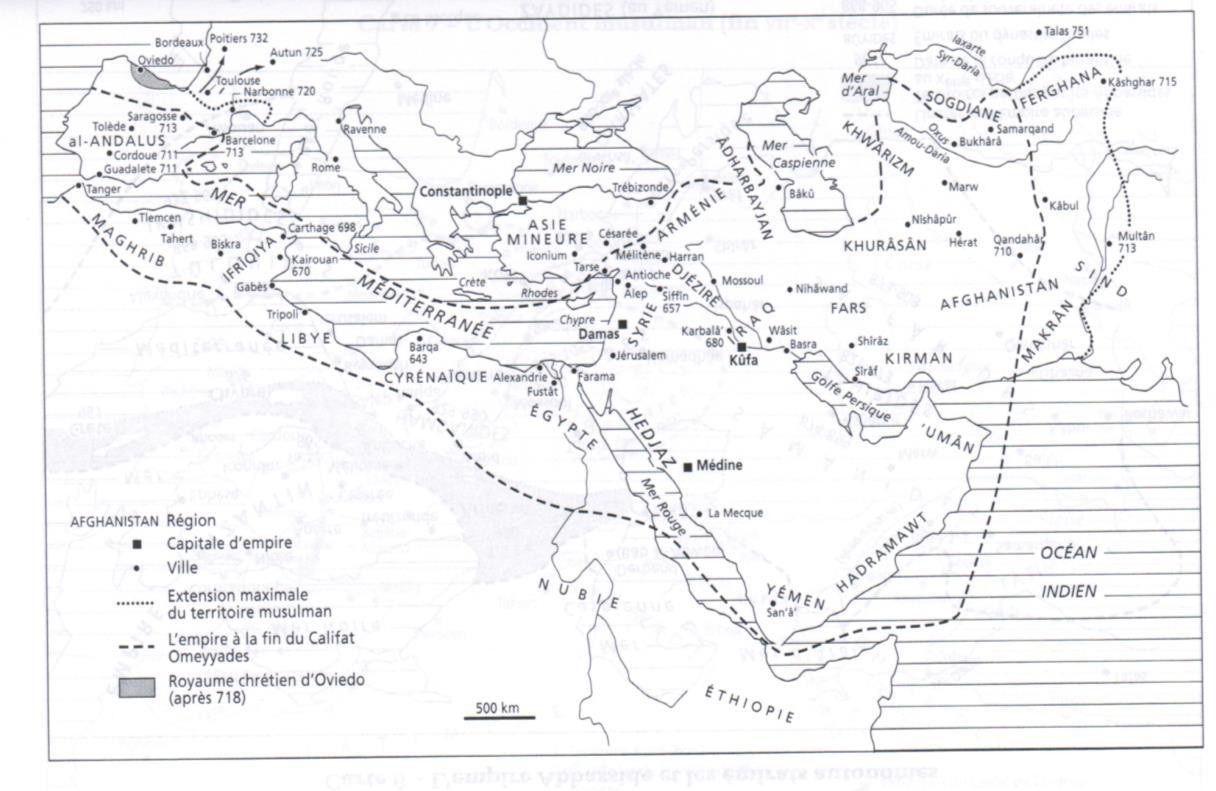 Bordeaux
Poitiers 732
Autun 725
Oviedo
Toulouse
Narbonne 720
Saragosse
713
Tolède
al-ANDALUS
Barcelone
713
Cordoue 711
Guadalete 711
Tanger
Ravenne
Rome
MER
MÉDITERRANÉE
Constantinople
Mer Noire
Trébizonde
Mer
Caspienne
Bākū
ĀDHARBAYJAN
ARMÉNIE
Mer
d'Aral
Iaxarte
Syr-Daria
Talas 751
FERGHANA
Kâshghar 715
SOGDIANE
Samarqand
Oxus
Amou-Daria
Bukhârâ
KHWARIZM
Marw
Kâbul
Nîshâpûr
Hérat
KHURÂSÂN
Qandahâr
710
Multân
713
SIND
MAKRÂN
AFGHANISTAN
Tlemcen
Tahert
MAGHRIB
Biskra
IFRIQIYA
Carthage 698
Kairouan
670
Sicile
Gabès
Tripoli
LIBYE
Barqa
643
CYRÉNAÏQUE
ASIE
MINEURE
Césarée
Iconium
Mélitène
Harran
Tarse
Antioche
Alep
Crète
Rhodes
Chypre
DJÉZIRÉ
Siffîn
657
Mossoul
Nîhâwand
FARS
Damas
SYRIE
Karbalâ'
680
IRAQ
Wâsit
Kûfa
Basra
Shîrâz
Sîrâf
KIRMAN
Golfe Persique
Jérusalem
Alexandrie
Farama
Fustât
ÉGYPTE
HEDJAZ
Médine
Mer Rouge
La Mecque
'UMÂN
HADRAMAWT
YÉMEN
San'â'
NUBIE
ÉTHIOPIE
OCÉAN
INDIEN
AFGHANISTAN Région
Capitale d'empire
Ville
Extension maximale
du territoire musulman
L'empire à la fin du Califat
Omeyyades
Royaume chrétien d'Oviedo
(après 718)
500 km